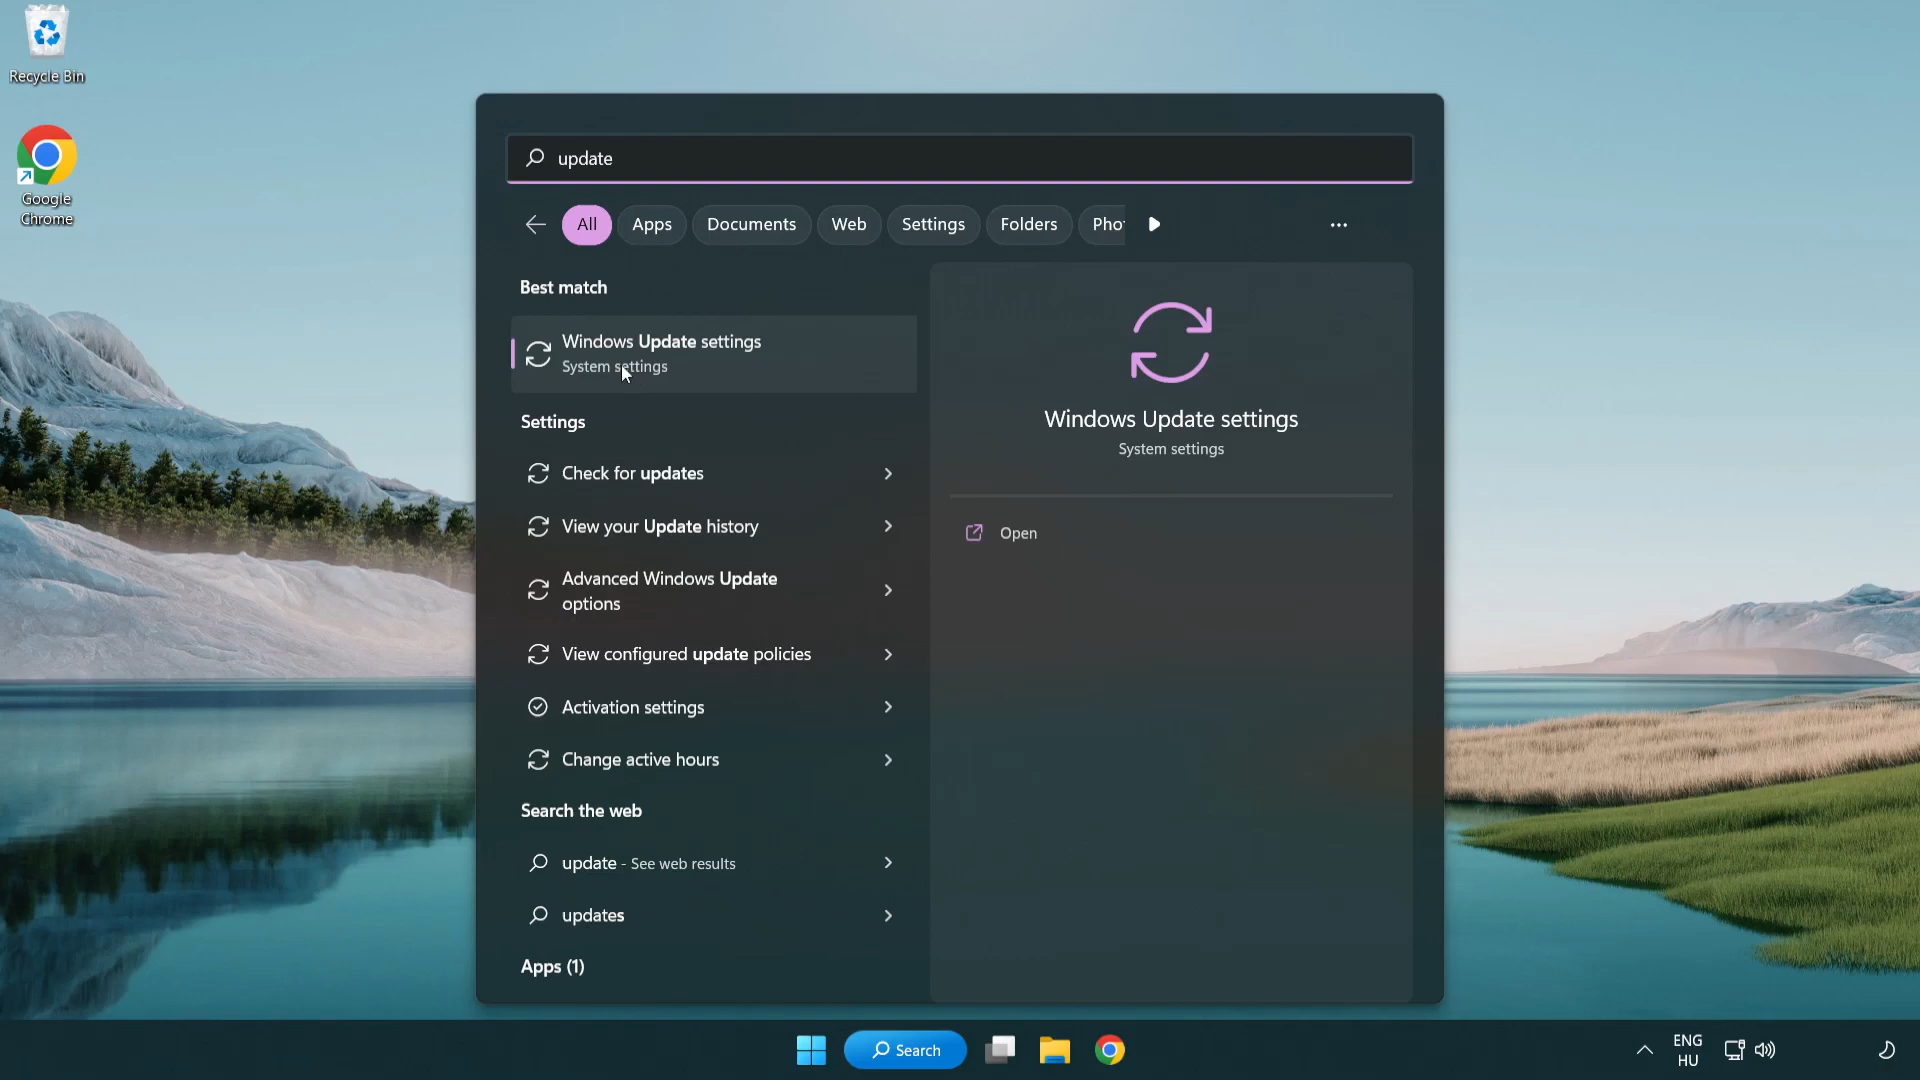 Recycle Bin
Google
Chrome
update
All
Apps
Documents
Web
Settings
Folders
Best match
Windows Update settings
System settings
Settings
Check for updates
View your Update history
Advanced Windows Update
options
View configured update policies
Activation settings
Change active hours
Search the web
update - See web results
updates
Apps (1)
Windows Update settings
System settings
Open
Search
ENG
HU